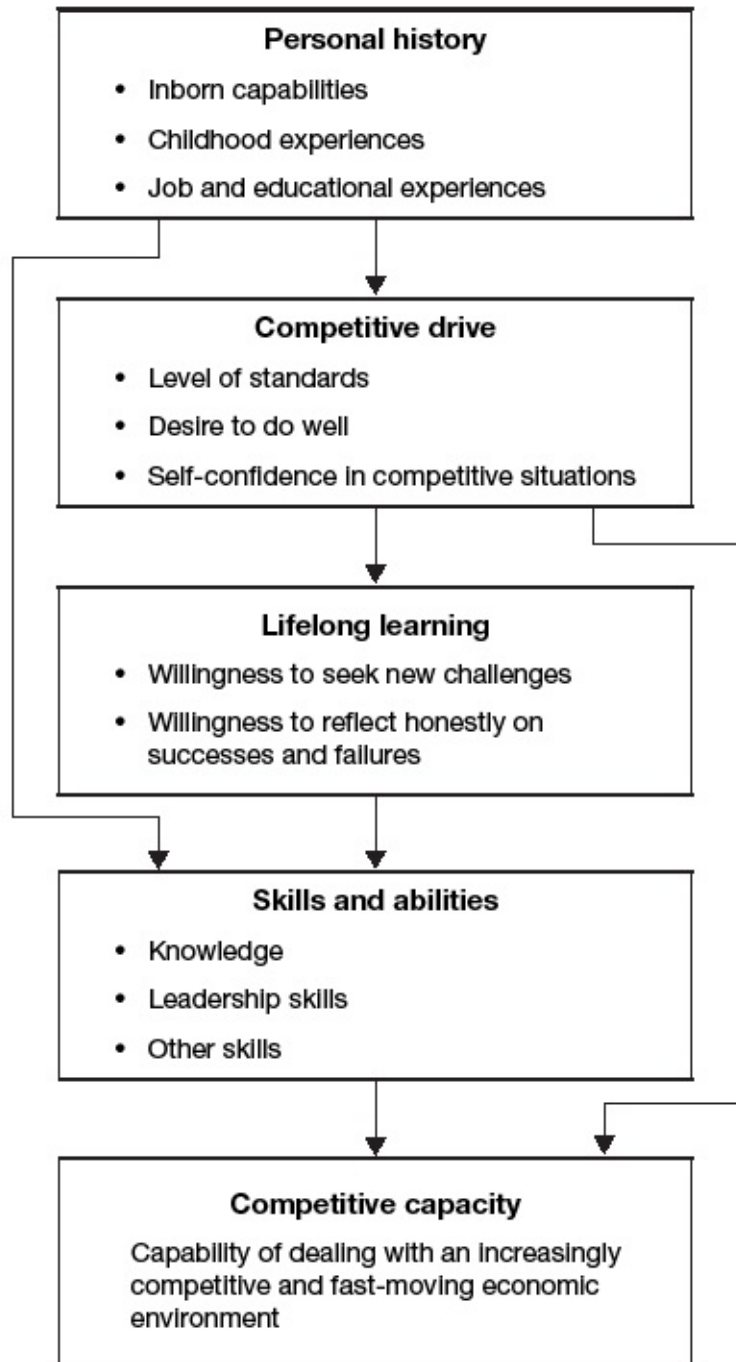 Personal history
• Inborn capabilities
• Childhood experiences
• Job and educational experiences
Competitive drive
• Level of standards
• Desire to do well
• Self-confidence in competitive situations
Lifelong learning
• Willingness to seek new challenges
• Willingness to reflect honestly on
successes and failures
Skills and abilities
• Knowledge
• Leadership skills
• Other skills
Competitive capacity
Capability of dealing with an increasingly
competitive and fast-moving economic
environment